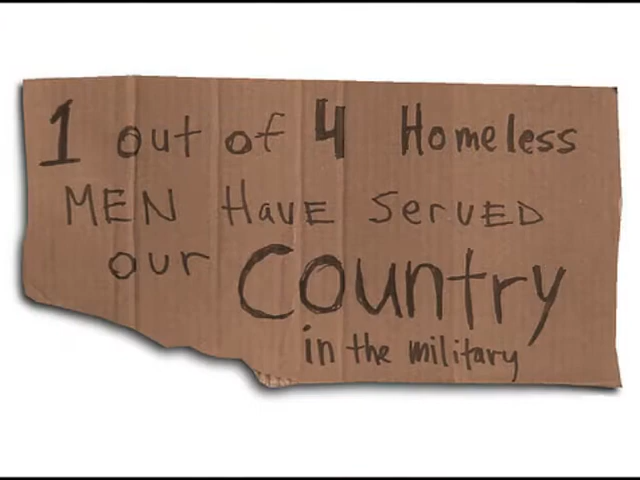 1 out of 4 Homeless
MEN HavE SerVED
our Country
in the military